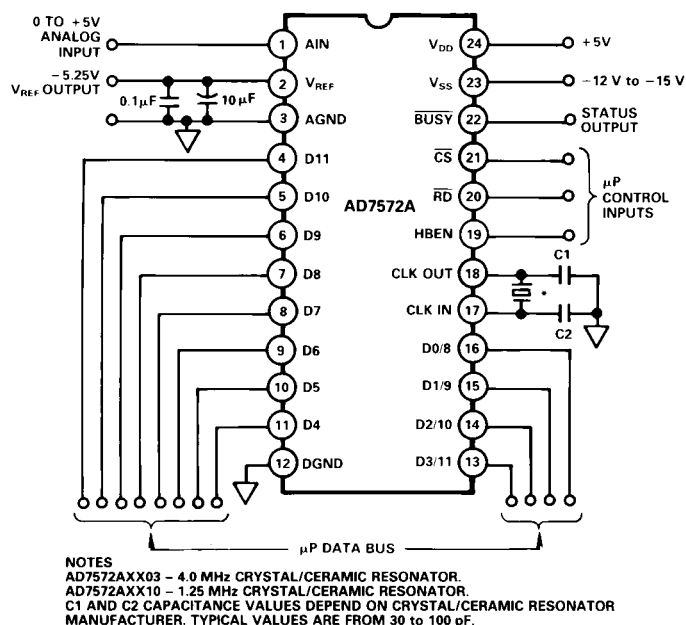 0 TO +5V
ANALOG
INPUT
–5.25V
VREF OUTPUT
0.1µF
10µF
1 AIN
2 VREF
3 AGND
4 D11
5 D10
6 D9
7 D8
8 D7
9 D6
10 D5
11 D4
12 DGND
AD7572A
VDD 24
VSS 23
BUSY 22
CS 21
RD 20
HBEN 19
CLK OUT 18
CLK IN 17
D0/8 16
D1/9 15
D2/10 14
D3/11 13
+5V
–12 V to –15 V
STATUS
OUTPUT
µP
CONTROL
INPUTS
C1
*
C2
µP DATA BUS
NOTES
AD7572AXX03 – 4.0 MHz CRYSTAL/CERAMIC RESONATOR.
AD7572AXX10 – 1.25 MHz CRYSTAL/CERAMIC RESONATOR.
C1 AND C2 CAPACITANCE VALUES DEPEND ON CRYSTAL/CERAMIC RESONATOR
MANUFACTURER. TYPICAL VALUES ARE FROM 30 to 100 pF.